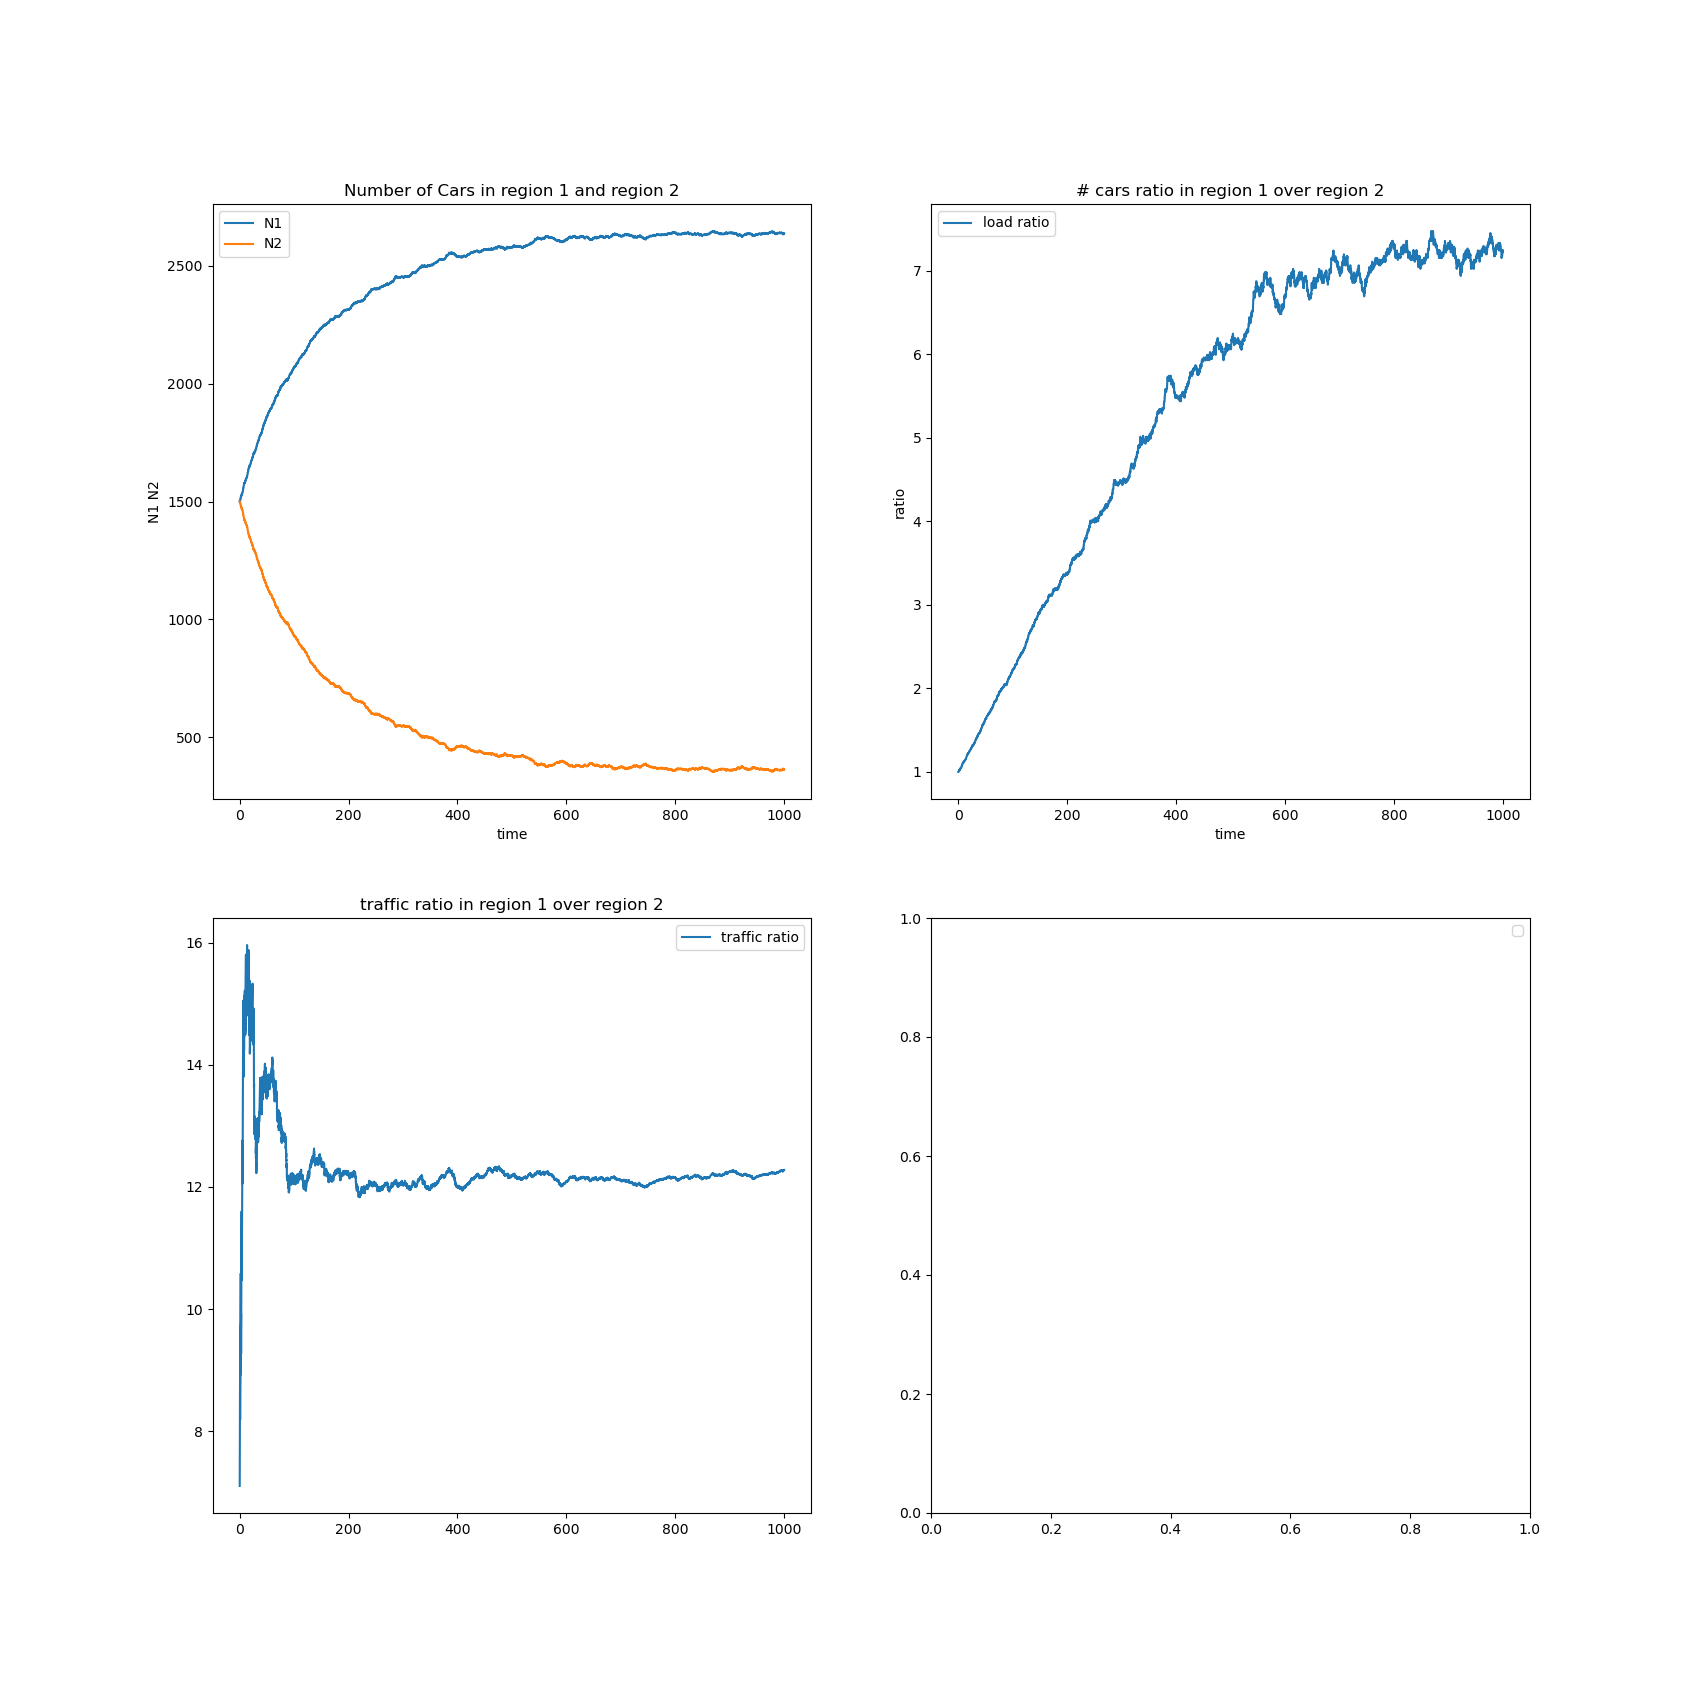 Number of Cars in region 1 and region 2
N1
N2
N1 N2
2500
2000
1500
1000
500
0 200 400 600 800 1000
time
# cars ratio in region 1 over region 2
load ratio
ratio
7
6
5
4
3
2
1
0 200 400 600 800 1000
time
traffic ratio in region 1 over region 2
traffic ratio
16
14
12
10
8
0 200 400 600 800 1000
1.0
0.8
0.6
0.4
0.2
0.0
0.0 0.2 0.4 0.6 0.8 1.0